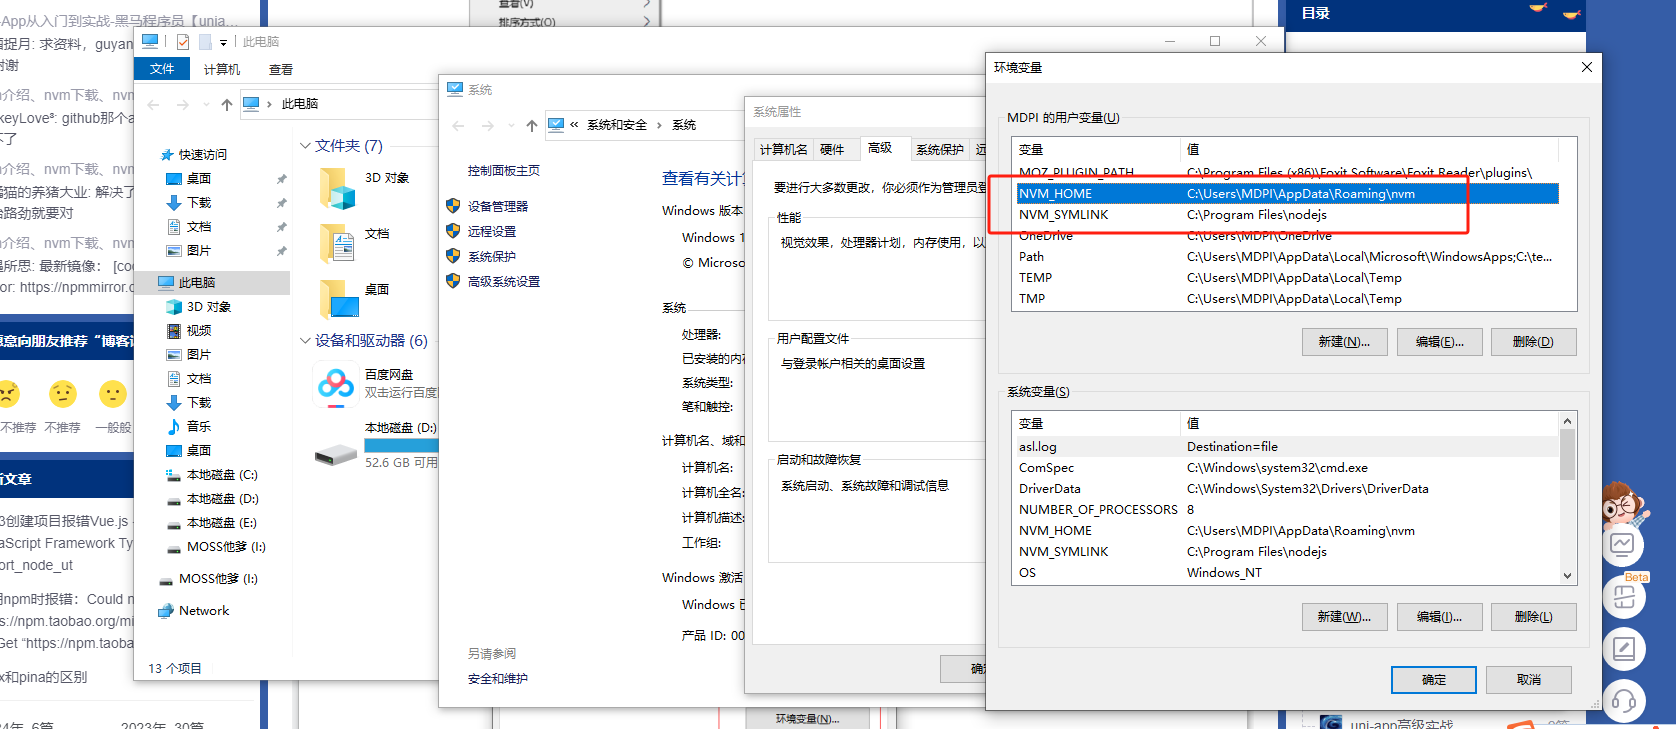 查看(V)
排序方式(O)
-App从入门到实战-黑马程序员【unia...
捉月: 求资料，guyan
谢
介绍、nvm下载、nvn
keyLove³: github那个a
不了
介绍、nvm下载、nvn
猫的养猪大业: 解决了
路劲就要对
介绍、nvm下载、nvn
所思: 最新镜像： [coo
or: https://npmmirror.c
意向朋友推荐“博客详
不推荐
不推荐
一般般
文章
3创建项目报错Vue.js
aScript Framework Ty
ort_node_ut
npm时报错：Could n
s://npm.taobao.org/mi
Get “https://npm.taoba
x和pina的区别
2023年 30篇
此电脑
文件
计算机
查看
此电脑
快速访问
桌面
下载
文档
图片
此电脑
3D 对象
视频
图片
文档
下载
音乐
桌面
本地磁盘 (C:)
本地磁盘 (D:)
本地磁盘 (E:)
MOSS他爹 (I:)
MOSS他爹 (I:)
Network
13 个项目
文件夹 (7)
3D 对象
文档
桌面
设备和驱动器 (6)
百度网盘
双击运行百度
本地磁盘 (D:)
52.6 GB 可用
系统
« 系统和安全 › 系统
控制面板主页
设备管理器
远程设置
系统保护
高级系统设置
另请参阅
安全和维护
查看有关计
Windows 版本
Windows 1
© Microso
系统
处理器:
已安装的内存
系统类型:
笔和触控:
计算机名、域和
计算机名:
计算机全名:
计算机描述:
工作组:
Windows 激活
Windows 已
产品 ID: 00
系统属性
计算机名
硬件
高级
系统保护
远
要进行大多数更改，你必须作为管理员登
性能
视觉效果，处理器计划，内存使用，以
用户配置文件
与登录帐户相关的桌面设置
启动和故障恢复
系统启动、系统故障和调试信息
确定
环境变量(N)...
目录
环境变量
MDPI 的用户变量(U)
变量 值
MOZ_PLUGIN_PATH C:\Program Files (x86)\Foxit Software\Foxit Reader\plugins\
NVM_HOME C:\Users\MDPI\AppData\Roaming\nvm
NVM_SYMLINK C:\Program Files\nodejs
OneDrive C:\Users\MDPI\OneDrive
Path C:\Users\MDPI\AppData\Local\Microsoft\WindowsApps;C:\te...
TEMP C:\Users\MDPI\AppData\Local\Temp
TMP C:\Users\MDPI\AppData\Local\Temp
新建(N)...
编辑(E)...
删除(D)
系统变量(S)
变量 值
asl.log Destination=file
ComSpec C:\Windows\system32\cmd.exe
DriverData C:\Windows\System32\Drivers\DriverData
NUMBER_OF_PROCESSORS 8
NVM_HOME C:\Users\MDPI\AppData\Roaming\nvm
NVM_SYMLINK C:\Program Files\nodejs
OS Windows_NT
新建(W)...
编辑(I)...
删除(L)
确定
取消
Beta
uni-app高级实战